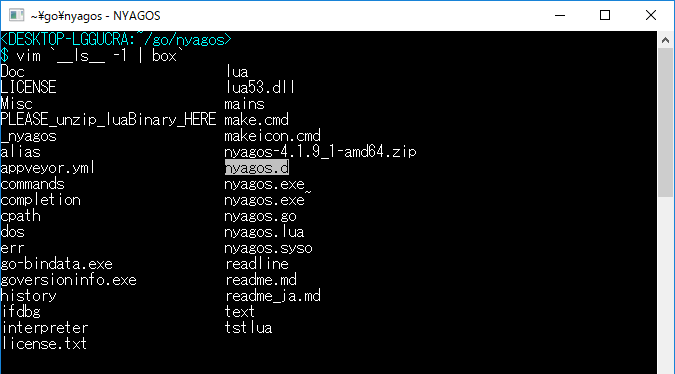 ~¥go¥nyagos - NYAGOS
<DESKTOP-LGGUCRA:~/go/nyagos>
$ vim `__ls__ -1 | box`
Doc lua
LICENSE lua53.dll
Misc mains
PLEASE_unzip_luaBinary_HERE make.cmd
_nyagos makeicon.cmd
alias nyagos-4.1.9_1-amd64.zip
appveyor.yml nyagos.d
commands nyagos.exe
completion nyagos.exe~
cpath nyagos.go
dos nyagos.lua
err nyagos.syso
go-bindata.exe readline
goversioninfo.exe readme.md
history readme_ja.md
ifdbg text
interpreter tstlua
license.txt